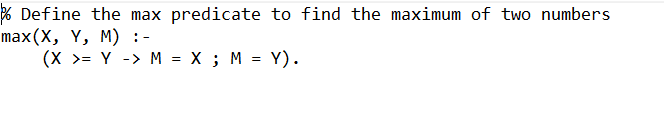 % Define the max predicate to find the maximum of two numbers
max(X, Y, M) :-
    (X >= Y -> M = X ; M = Y).